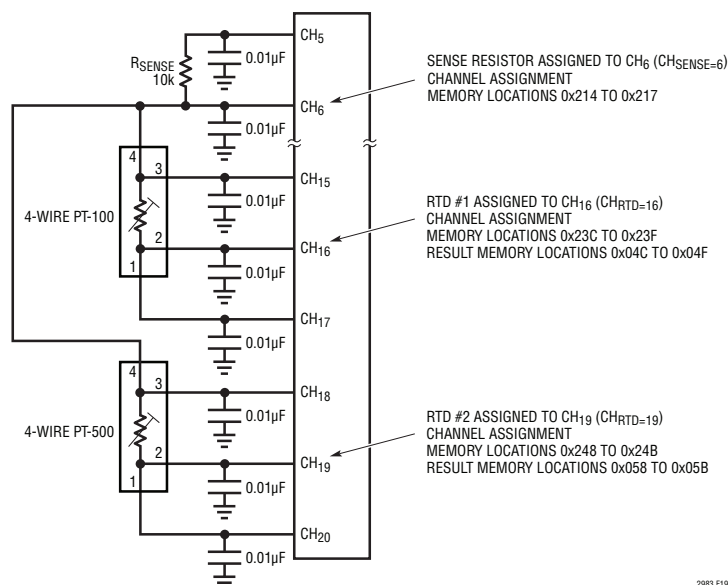 CH5
0.01µF
RSENSE
10k
CH6
0.01µF
SENSE RESISTOR ASSIGNED TO CH6 (CHSENSE=6)
CHANNEL ASSIGNMENT
MEMORY LOCATIONS 0x214 TO 0x217
4
3
CH15
0.01µF
4-WIRE PT-100
2
CH16
1
0.01µF
RTD #1 ASSIGNED TO CH16 (CHRTD=16)
CHANNEL ASSIGNMENT
MEMORY LOCATIONS 0x23C TO 0x23F
RESULT MEMORY LOCATIONS 0x04C TO 0x04F
CH17
0.01µF
4
3
CH18
0.01µF
4-WIRE PT-500
2
CH19
1
0.01µF
RTD #2 ASSIGNED TO CH19 (CHRTD=19)
CHANNEL ASSIGNMENT
MEMORY LOCATIONS 0x248 TO 0x24B
RESULT MEMORY LOCATIONS 0x058 TO 0x05B
CH20
0.01µF
2983 F19